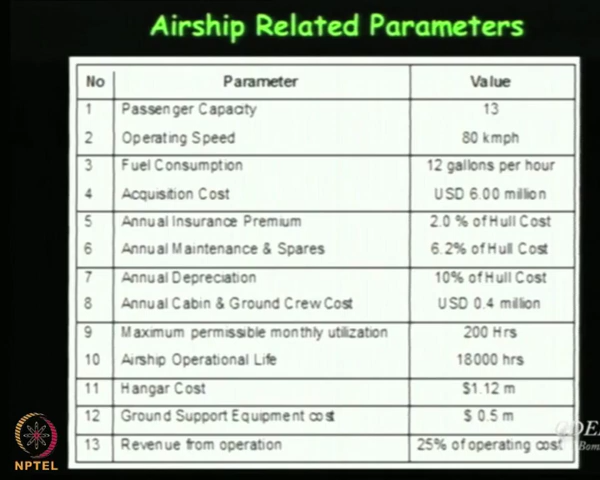 Airship Related Parameters
No Parameter Value
1 Passenger Capacity 13
2 Operating Speed 80 kmph
3 Fuel Consumption 12 gallons per hour
4 Acquisition Cost USD 6.00 million
5 Annual Insurance Premium 2.0 % of Hull Cost
6 Annual Maintenance & Spares 6.2% of Hull Cost
7 Annual Depreciation 10% of Hull Cost
8 Annual Cabin & Ground Crew Cost USD 0.4 million
9 Maximum permissible monthly utilization 200 Hrs
10 Airship Operational Life 18000 hrs
11 Hangar Cost $1.12 m
12 Ground Support Equipment cost $ 0.5 m
13 Revenue from operation 25% of operating cost
NPTEL